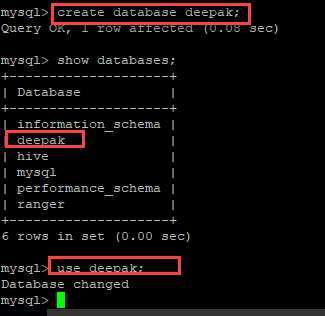 mysql> create database deepak;
Query OK, 1 row affected (0.08 sec)
mysql> show databases;
+--------------------+
| Database           |
+--------------------+
| information_schema |
| deepak             |
| hive               |
| mysql              |
| performance_schema |
| ranger             |
+--------------------+
6 rows in set (0.00 sec)
mysql> use deepak;
Database changed
mysql>